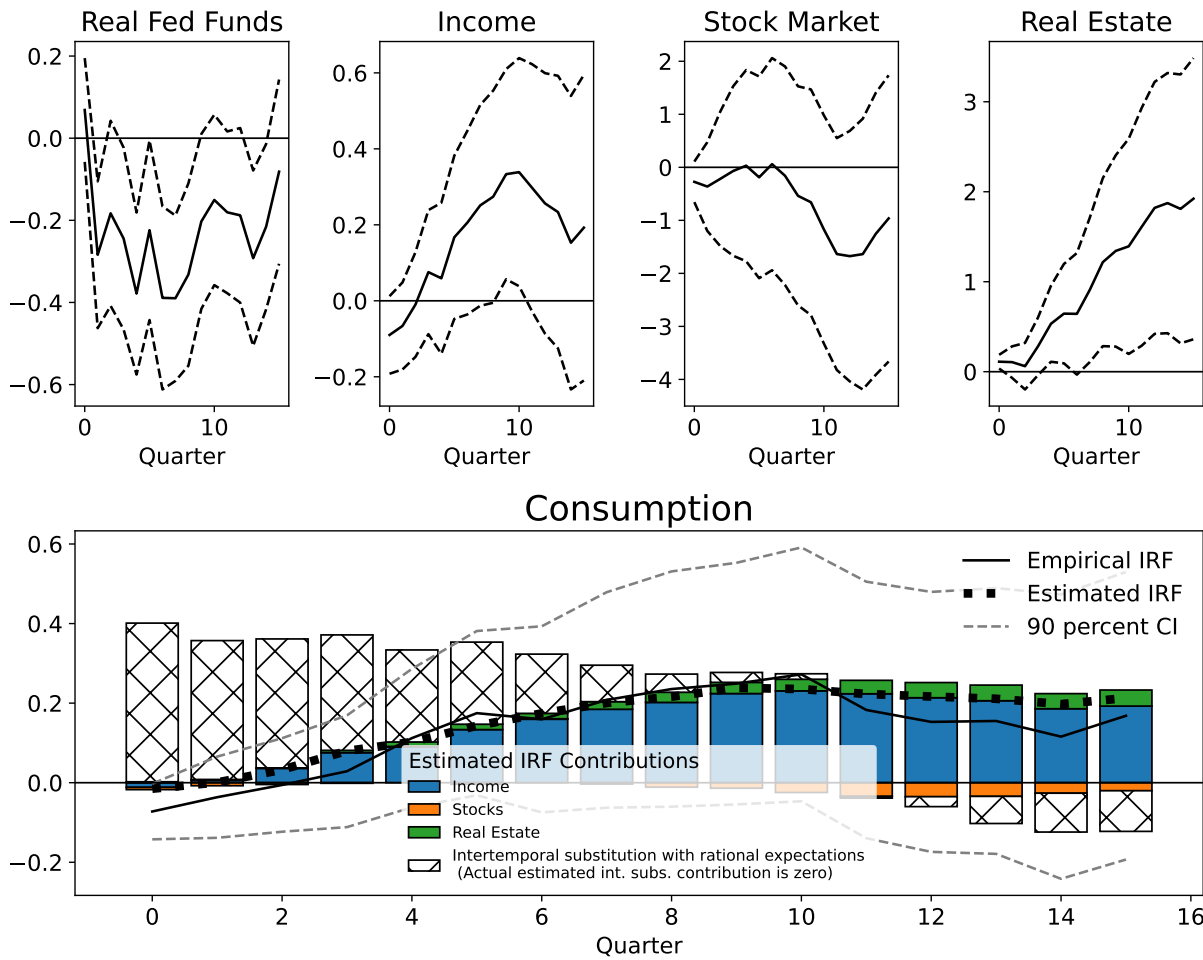 Real Fed Funds
Income
Stock Market
Real Estate
0.2
0.0
−0.2
−0.4
−0.6
0
10
Quarter
0.6
0.4
0.2
0.0
−0.2
0
10
Quarter
2
1
0
−1
−2
−3
−4
0
10
Quarter
3
2
1
0
0
10
Quarter
Consumption
0.6
0.4
0.2
0.0
−0.2
Empirical IRF
Estimated IRF
90 percent CI
Estimated IRF Contributions
Income
Stocks
Real Estate
Intertemporal substitution with rational expectations
(Actual estimated int. subs. contribution is zero)
0
2
4
6
8
10
12
14
16
Quarter